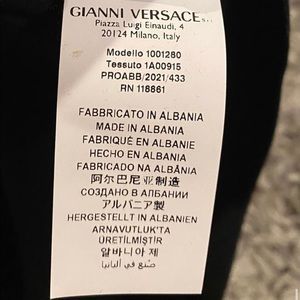 GIANNI VERSACE s.r.l.
Piazza Luigi Einaudi, 4
20124 Milano, Italy
Modello 1001280
Tessuto 1A00915
PROABB/2021/433
RN 118861
FABBRICATO IN ALBANIA
MADE IN ALBANIA
FABRIQUÉ EN ALBANIE
HECHO EN ALBANIA
FABRICADO NA ALBÂNIA
阿尔巴尼亚制造
СОЗДАНО В АЛБАНИИ
アルバニア製
HERGESTELLT IN ALBANIEN
ARNAVUTLUK'TA
ÜRETİLMİŞTİR
알바니아 제
صنع في ألبانيا